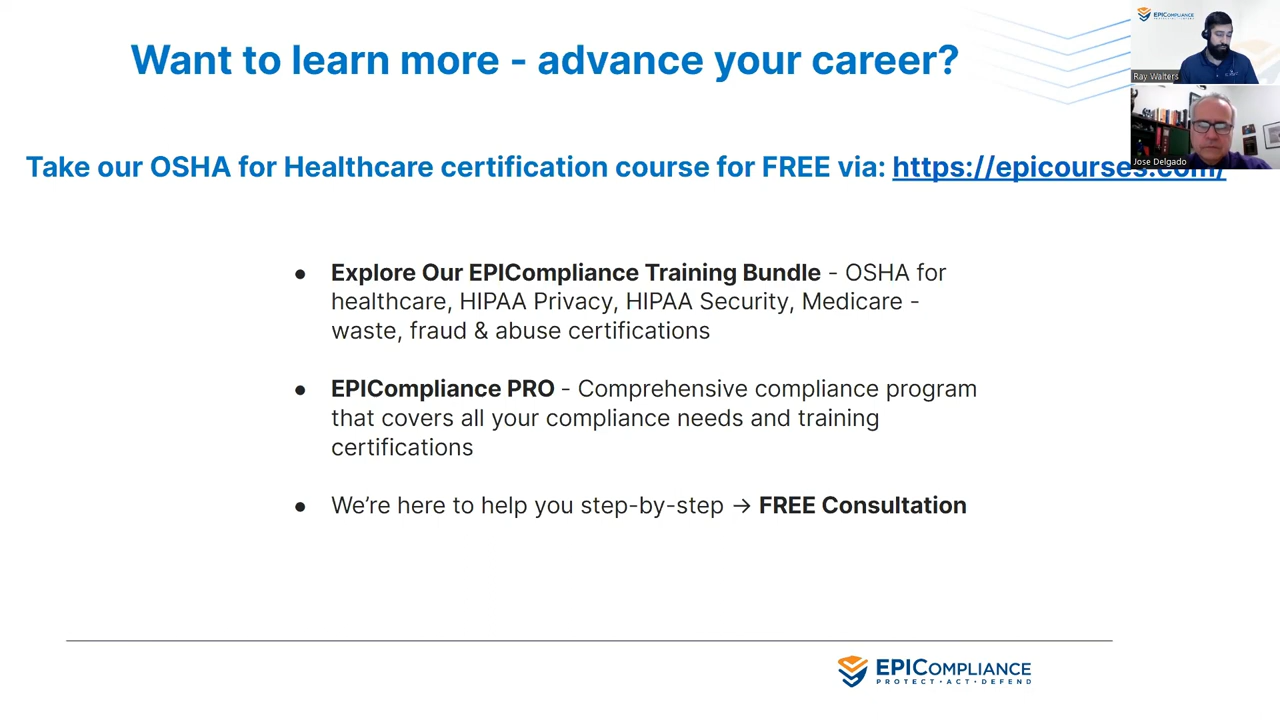 Want to learn more - advance your career?
EPICOMPLIANCE
Ray Walters
Jose Delgado
Take our OSHA for Healthcare certification course for FREE via: https://epicourses.com/
● Explore Our EPICompliance Training Bundle - OSHA for
healthcare, HIPAA Privacy, HIPAA Security, Medicare -
waste, fraud & abuse certifications
● EPICompliance PRO - Comprehensive compliance program
that covers all your compliance needs and training
certifications
● We’re here to help you step-by-step → FREE Consultation
EPICOMPLIANCE
PROTECT • ACT • DEFEND